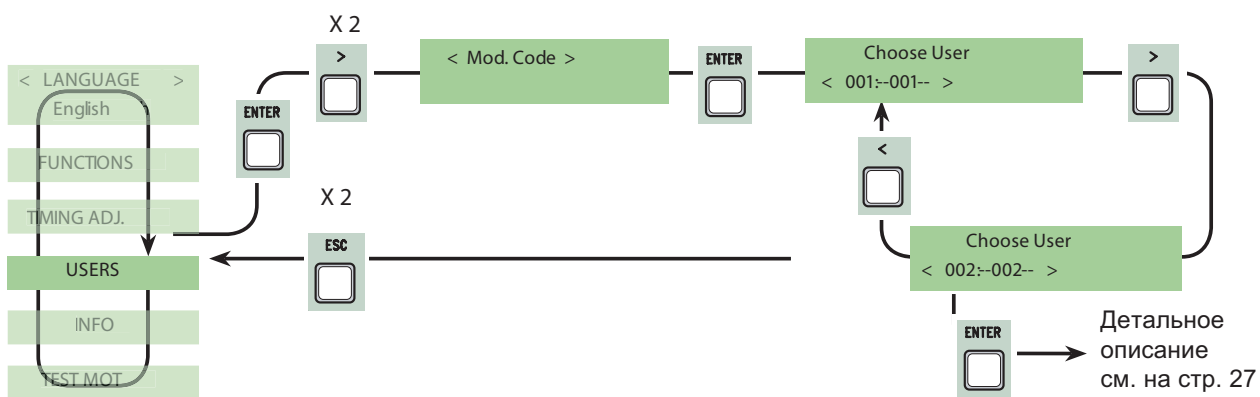 X 2
>
< Mod. Code >
ENTER
Choose User
< 001:--001-- >
>
< LANGUAGE >
English
ENTER
FUNCTIONS
<
TIMING ADJ.
X 2
ESC
USERS
Choose User
< 002:--002-- >
INFO
ENTER
Детальное
описание
см. на стр. 27
TEST MOT